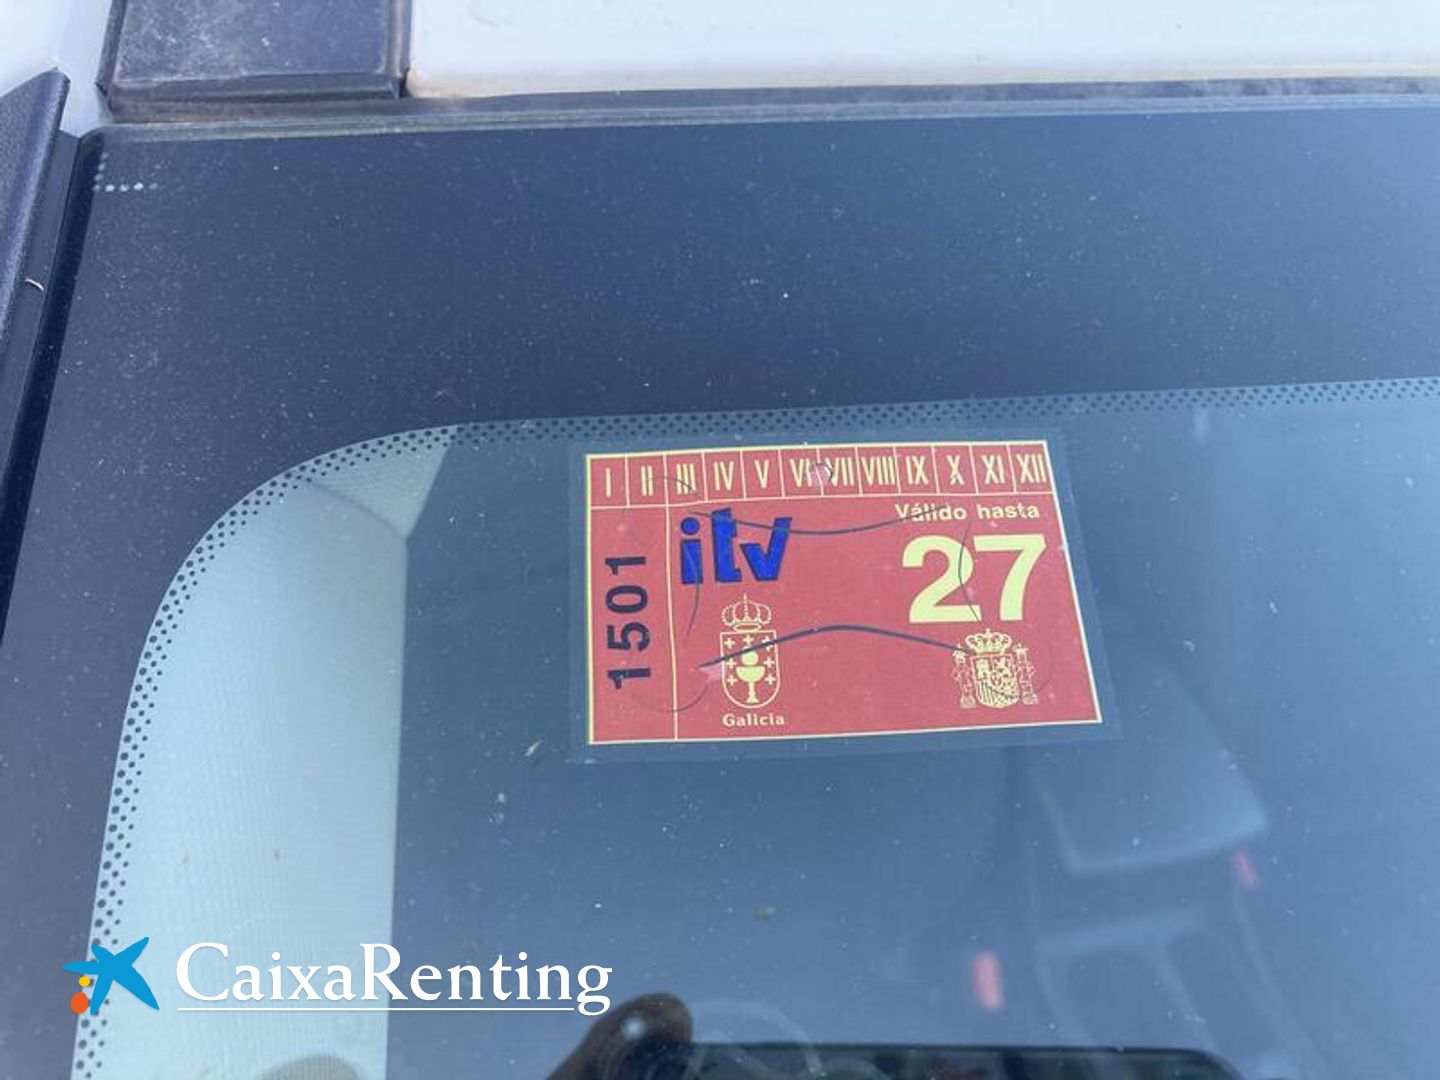 I II III IV V VI VII VIII IX X XI XII
1501
itv
Válido hasta
27
Galicia
CaixaRenting